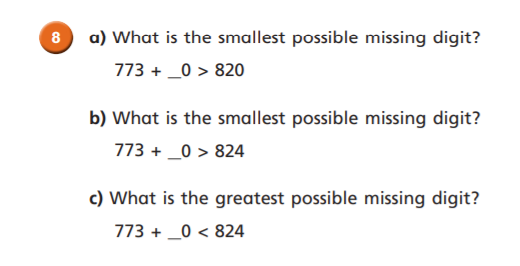 8 a) What is the smallest possible missing digit?
773 + _0 > 820
b) What is the smallest possible missing digit?
773 + _0 > 824
c) What is the greatest possible missing digit?
773 + _0 < 824